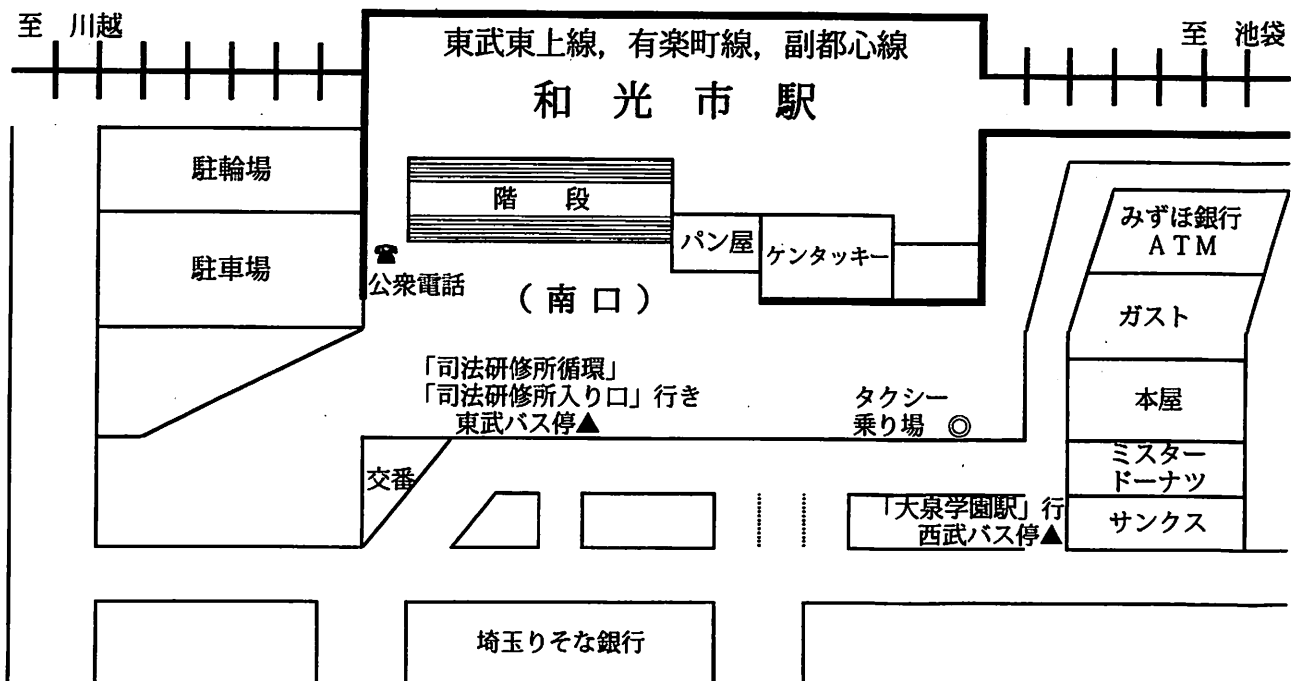 至 川越
東武東上線，有楽町線，副都心線
至 池袋
和光市駅
駐輪場
階段
みずほ銀行
ＡＴＭ
パン屋
ケンタッキー
駐車場
☎
公衆電話
（南口）
ガスト
「司法研修所循環」
「司法研修所入り口」行き
東武バス停▲
タクシー
乗り場 ◎
本屋
交番
ミスター
ドーナツ
「大泉学園駅」行
西武バス停▲
サンクス
埼玉りそな銀行